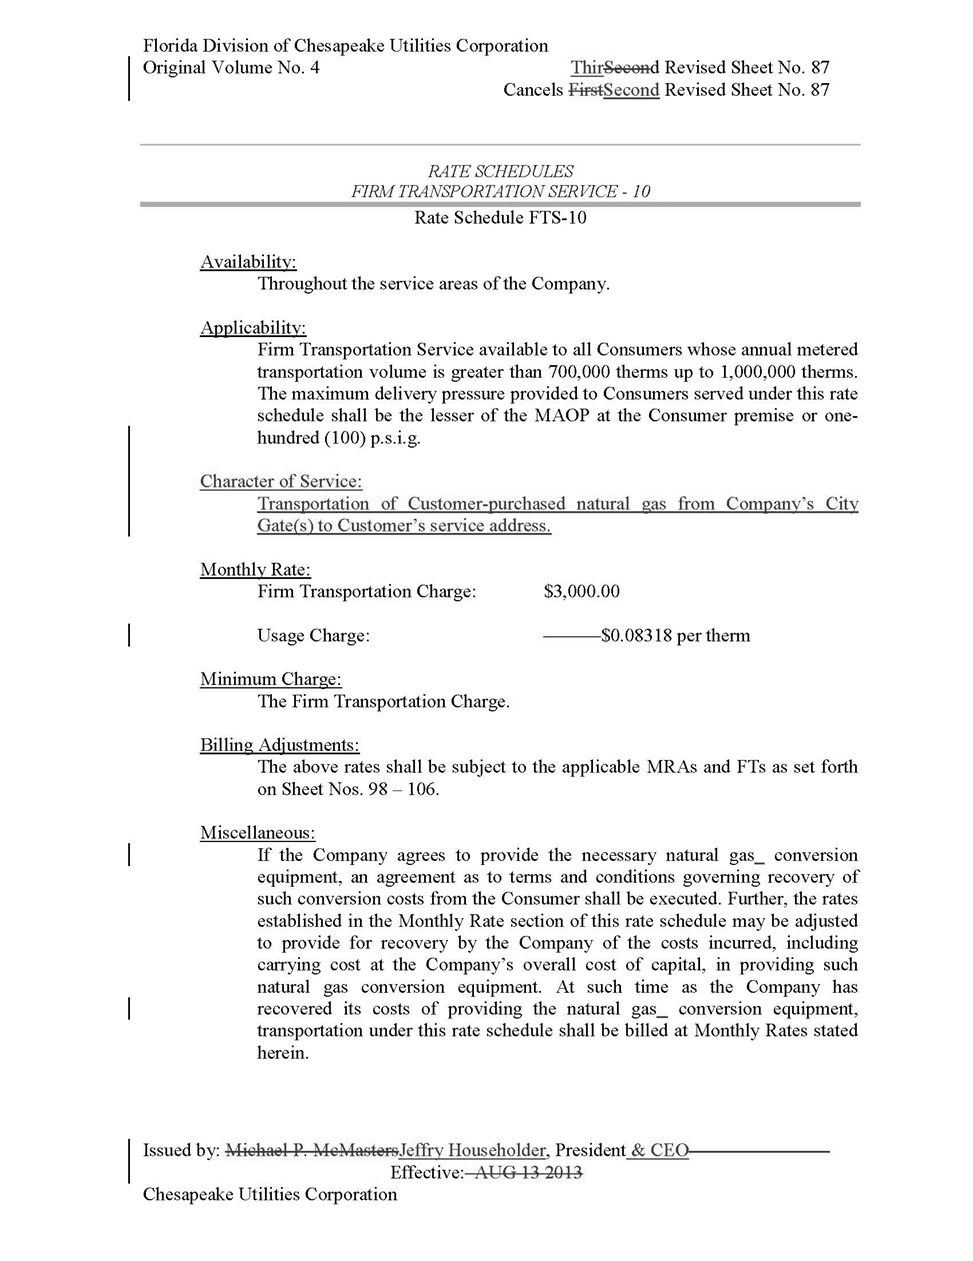 Florida Division of Chesapeake Utilities Corporation
Original Volume No. 4 ThirSecond Revised Sheet No. 87
Cancels FirstSecond Revised Sheet No. 87
RATE SCHEDULES
FIRM TRANSPORTATION SERVICE - 10
Rate Schedule FTS-10
Availability:
Throughout the service areas of the Company.
Applicability:
Firm Transportation Service available to all Consumers whose annual metered
transportation volume is greater than 700,000 therms up to 1,000,000 therms.
The maximum delivery pressure provided to Consumers served under this rate
schedule shall be the lesser of the MAOP at the Consumer premise or one-
hundred (100) p.s.i.g.
Character of Service:
Transportation of Customer-purchased natural gas from Company's City
Gate(s) to Customer's service address.
Monthly Rate:
Firm Transportation Charge: $3,000.00
Usage Charge: $0.08318 per therm
Minimum Charge:
The Firm Transportation Charge.
Billing Adjustments:
The above rates shall be subject to the applicable MRAs and FTs as set forth
on Sheet Nos. 98 – 106.
Miscellaneous:
If the Company agrees to provide the necessary natural gas_ conversion
equipment, an agreement as to terms and conditions governing recovery of
such conversion costs from the Consumer shall be executed. Further, the rates
established in the Monthly Rate section of this rate schedule may be adjusted
to provide for recovery by the Company of the costs incurred, including
carrying cost at the Company's overall cost of capital, in providing such
natural gas conversion equipment. At such time as the Company has
recovered its costs of providing the natural gas_ conversion equipment,
transportation under this rate schedule shall be billed at Monthly Rates stated
herein.
Issued by: Michael P. McMastersJeffry Householder, President & CEO
Effective: AUG 13 2013
Chesapeake Utilities Corporation